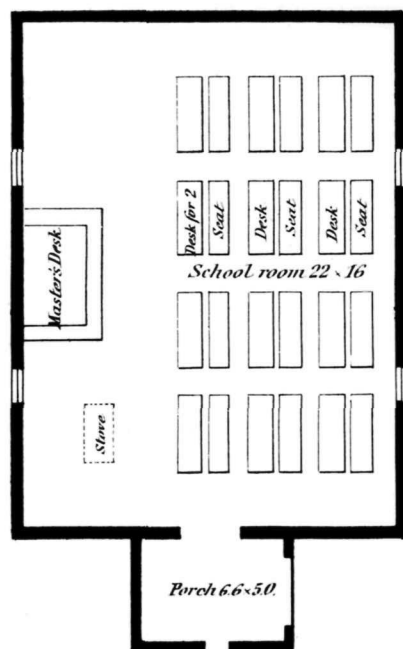 Desk for 2
Seat
Desk
Seat
Desk
Seat
School room 22 × 16
Master's Desk
Stove
Porch 6.6 × 5.0.